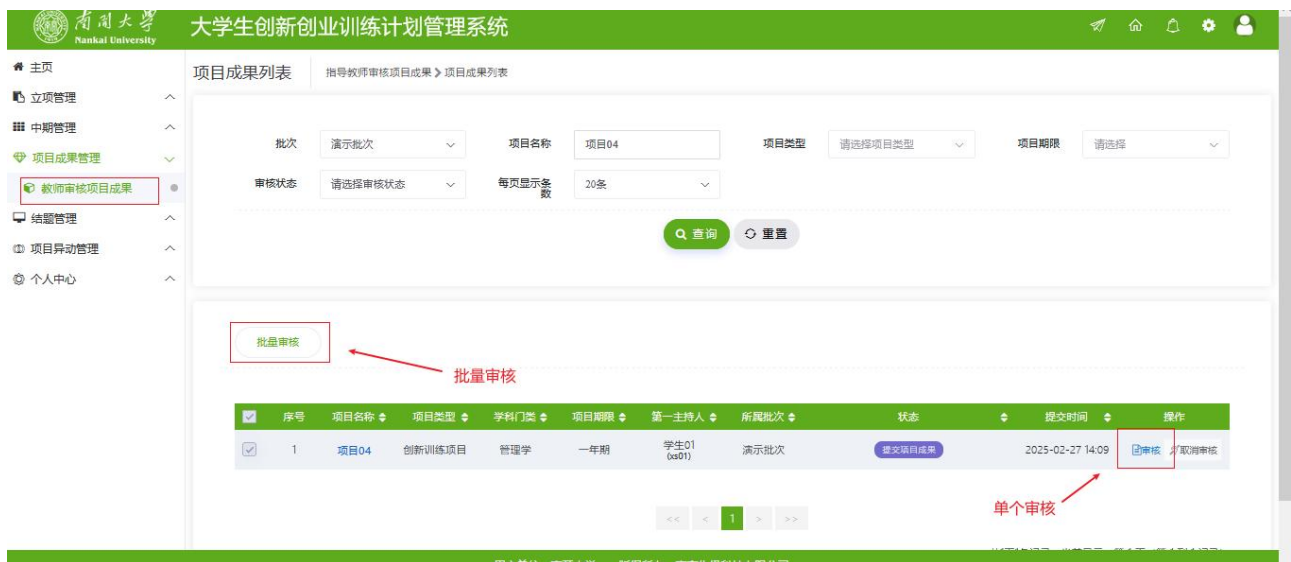 南开大学
Nankai University
大学生创新创业训练计划管理系统
主页
立项管理
中期管理
项目成果管理
教师审核项目成果
结题管理
项目异动管理
个人中心
项目成果列表 指导教师审核项目成果 > 项目成果列表
批次 演示批次 项目名称 项目04 项目类型 请选择项目类型 项目期限 请选择
审核状态 请选择审核状态 每页显示条数 20条
查询 重置
批量审核
批量审核
序号 项目名称 项目类型 学科门类 项目期限 第一主持人 所属批次 状态 提交时间 操作
1 项目04 创新训练项目 管理学 一年期 学生01 (xs01) 演示批次 提交项目成果 2025-02-27 14:09 审核 取消审核
单个审核
<< < 1 > >>